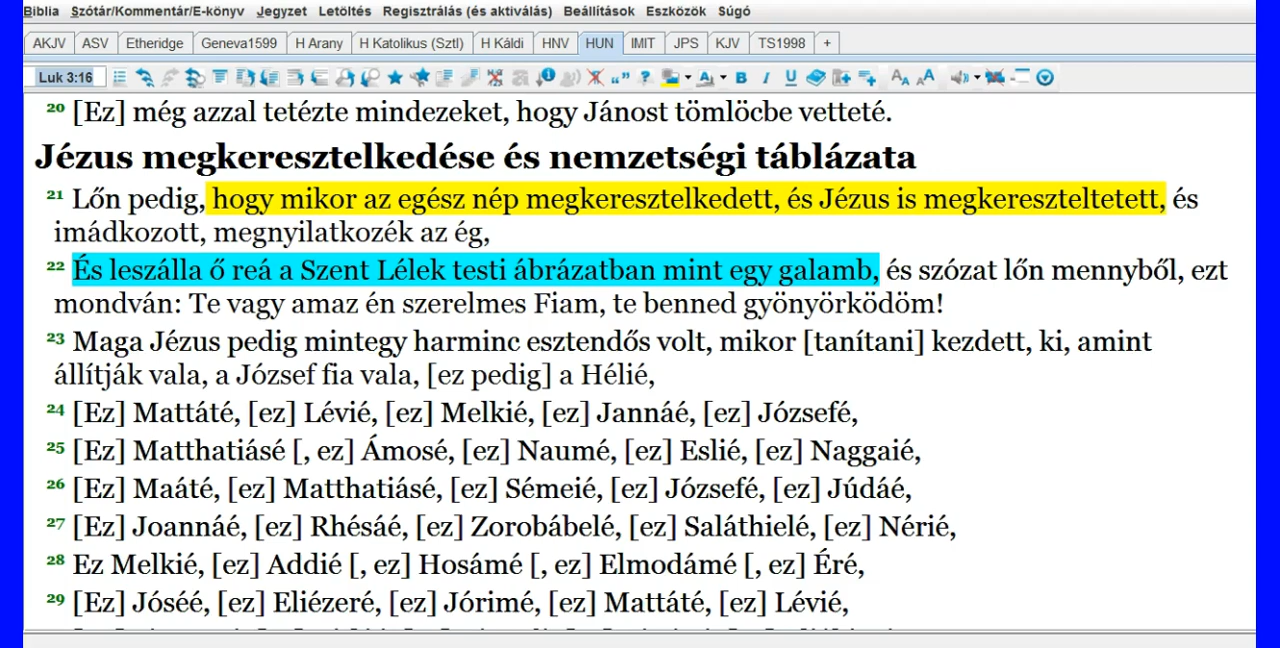 Biblia Szótár/Kommentár/E-könyv Jegyzet Letöltés Regisztrálás (és aktiválás) Beállítások Eszközök Súgó
AKJV ASV Etheridge Geneva1599 H Arany H Katolikus (Sztl) H Káldi HNV HUN IMIT JPS KJV TS1998 +
Luk 3:16
20 [Ez] még azzal tetézte mindezeket, hogy Jánost tömlöcbe vetteté.
Jézus megkeresztelkedése és nemzetségi táblázata
21 Lőn pedig, hogy mikor az egész nép megkeresztelkedett, és Jézus is megkereszteltetett, és
imádkozott, megnyilatkozék az ég,
22 És leszálla ő reá a Szent Lélek testi ábrázatban mint egy galamb, és szózat lőn mennyből, ezt
mondván: Te vagy amaz én szerelmes Fiam, te benned gyönyörködöm!
23 Maga Jézus pedig mintegy harminc esztendős volt, mikor [tanítani] kezdett, ki, amint
állítják vala, a József fia vala, [ez pedig] a Hélié,
24 [Ez] Mattáté, [ez] Lévié, [ez] Melkié, [ez] Jannáé, [ez] Józsefé,
25 [Ez] Matthatiásé [, ez] Ámosé, [ez] Naumé, [ez] Eslié, [ez] Naggaié,
26 [Ez] Maáté, [ez] Matthatiásé, [ez] Sémeié, [ez] Józsefé, [ez] Júdáé,
27 [Ez] Joannáé, [ez] Rhésáé, [ez] Zorobábelé, [ez] Saláthielé, [ez] Nérié,
28 Ez Melkié, [ez] Addié [, ez] Hosámé [, ez] Elmodámé [, ez] Éré,
29 [Ez] Jóséé, [ez] Eliézeré, [ez] Jórimé, [ez] Mattáté, [ez] Lévié,